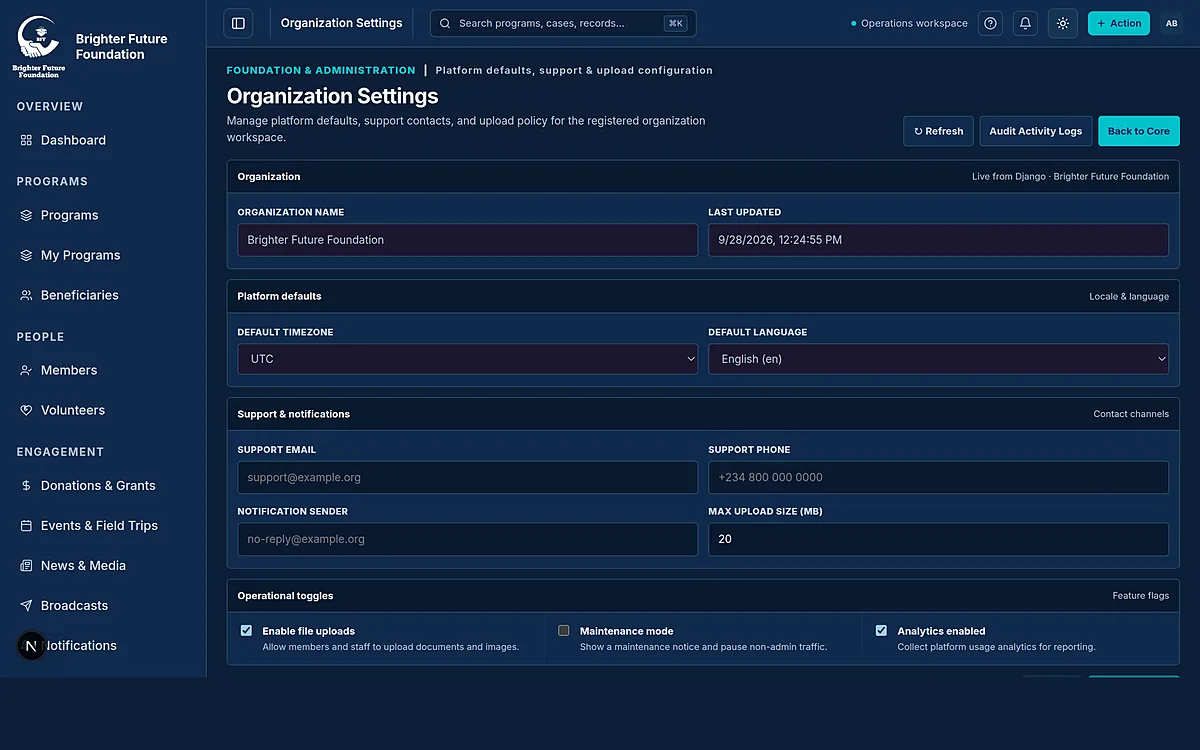 BFF
Brighter Future
Foundation
Brighter Future
Foundation
OVERVIEW
Dashboard
PROGRAMS
Programs
My Programs
Beneficiaries
PEOPLE
Members
Volunteers
ENGAGEMENT
Donations & Grants
Events & Field Trips
News & Media
Broadcasts
N
Notifications
Organization Settings
Search programs, cases, records...
⌘K
Operations workspace
+ Action
AB
FOUNDATION & ADMINISTRATION | Platform defaults, support & upload configuration
Organization Settings
Manage platform defaults, support contacts, and upload policy for the registered organization
workspace.
↻ Refresh
Audit Activity Logs
Back to Core
Organization
Live from Django · Brighter Future Foundation
ORGANIZATION NAME
Brighter Future Foundation
LAST UPDATED
9/28/2026, 12:24:55 PM
Platform defaults
Locale & language
DEFAULT TIMEZONE
UTC
DEFAULT LANGUAGE
English (en)
Support & notifications
Contact channels
SUPPORT EMAIL
support@example.org
SUPPORT PHONE
+234 800 000 0000
NOTIFICATION SENDER
no-reply@example.org
MAX UPLOAD SIZE (MB)
20
Operational toggles
Feature flags
Enable file uploads
Allow members and staff to upload documents and images.
Maintenance mode
Show a maintenance notice and pause non-admin traffic.
Analytics enabled
Collect platform usage analytics for reporting.